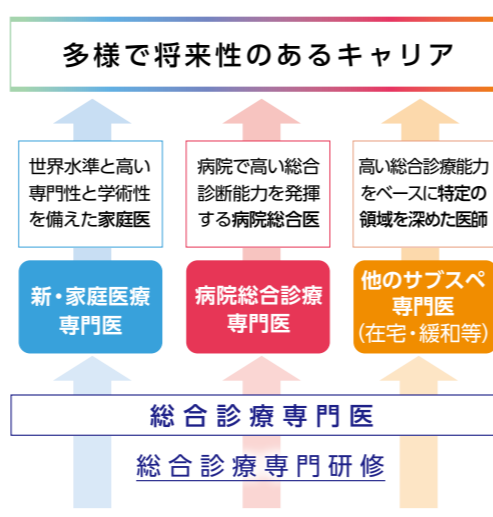 多様で将来性のあるキャリア
世界水準と高い
専門性と学術性
を備えた家庭医
病院で高い総合
診断能力を発揮
する病院総合医
高い総合診療能力
をベースに特定の
領域を深めた医師
新・家庭医療
専門医
病院総合診療
専門医
他のサブスペ
専門医
(在宅・緩和等)
総合診療専門医
総合診療専門研修